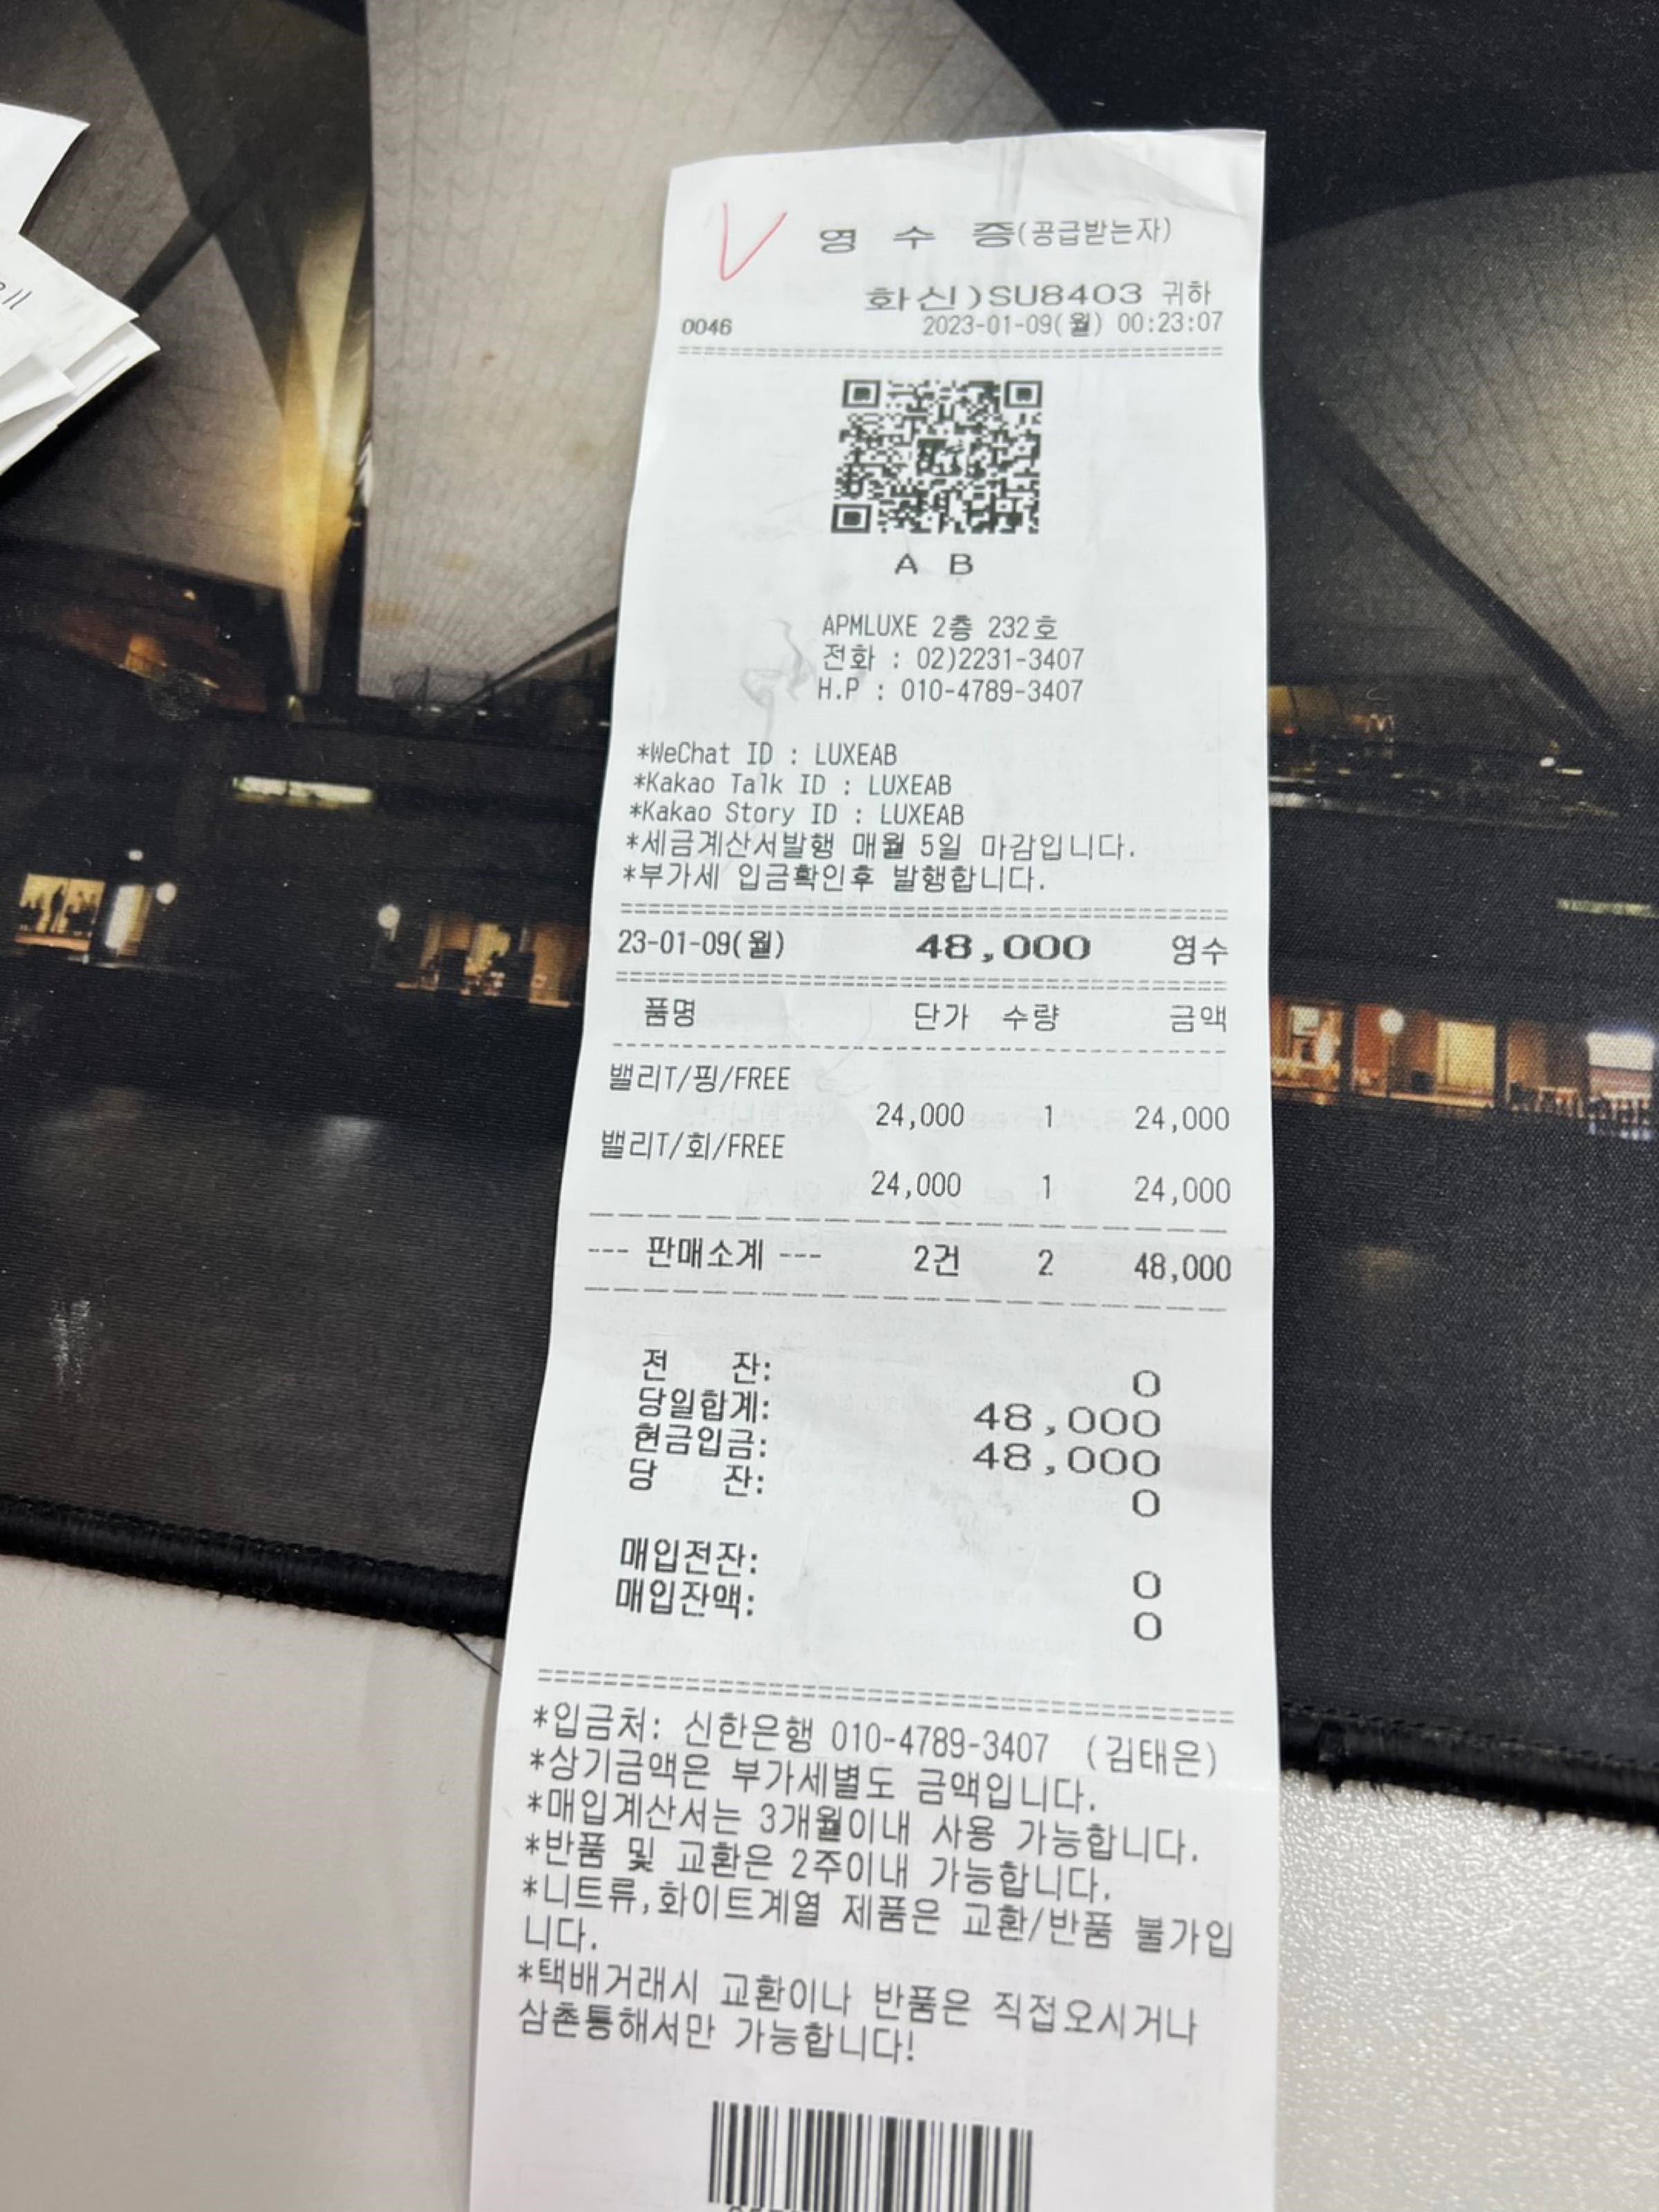 영 수 증(공급받는자)
화신)SU8403 귀하
0046 2023-01-09(월) 00:23:07
A B
APMLUXE 2층 232호
전화 : 02)2231-3407
H.P : 010-4789-3407
*WeChat ID : LUXEAB
*Kakao Talk ID : LUXEAB
*Kakao Story ID : LUXEAB
*세금계산서발행 매월 5일 마감입니다.
*부가세 입금확인후 발행합니다.
23-01-09(월) 48,000 영수
품명 단가 수량 금액
밸리T/핑/FREE
24,000 1 24,000
밸리T/회/FREE
24,000 1 24,000
--- 판매소계 --- 2건 2 48,000
전 잔: 0
당일합계: 48,000
현금입금: 48,000
당 잔: 0
매입전잔: 0
매입잔액: 0
*입금처: 신한은행 010-4789-3407 (김태은)
*상기금액은 부가세별도 금액입니다.
*매입계산서는 3개월이내 사용 가능합니다.
*반품 및 교환은 2주이내 가능합니다.
*니트류,화이트계열 제품은 교환/반품 불가입
니다.
*택배거래시 교환이나 반품은 직접오시거나
삼촌통해서만 가능합니다!